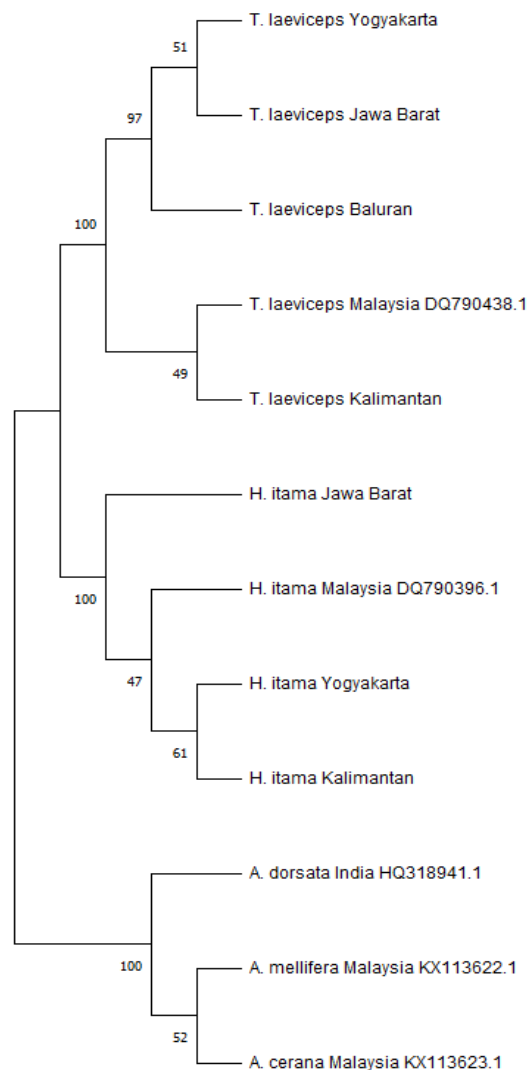 T. laeviceps Yogyakarta
51
T. laeviceps Jawa Barat
97
T. laeviceps Baluran
100
T. laeviceps Malaysia DQ790438.1
49
T. laeviceps Kalimantan
H. itama Jawa Barat
H. itama Malaysia DQ790396.1
100
47
H. itama Yogyakarta
61
H. itama Kalimantan
A. dorsata India HQ318941.1
100
A. mellifera Malaysia KX113622.1
52
A. cerana Malaysia KX113623.1